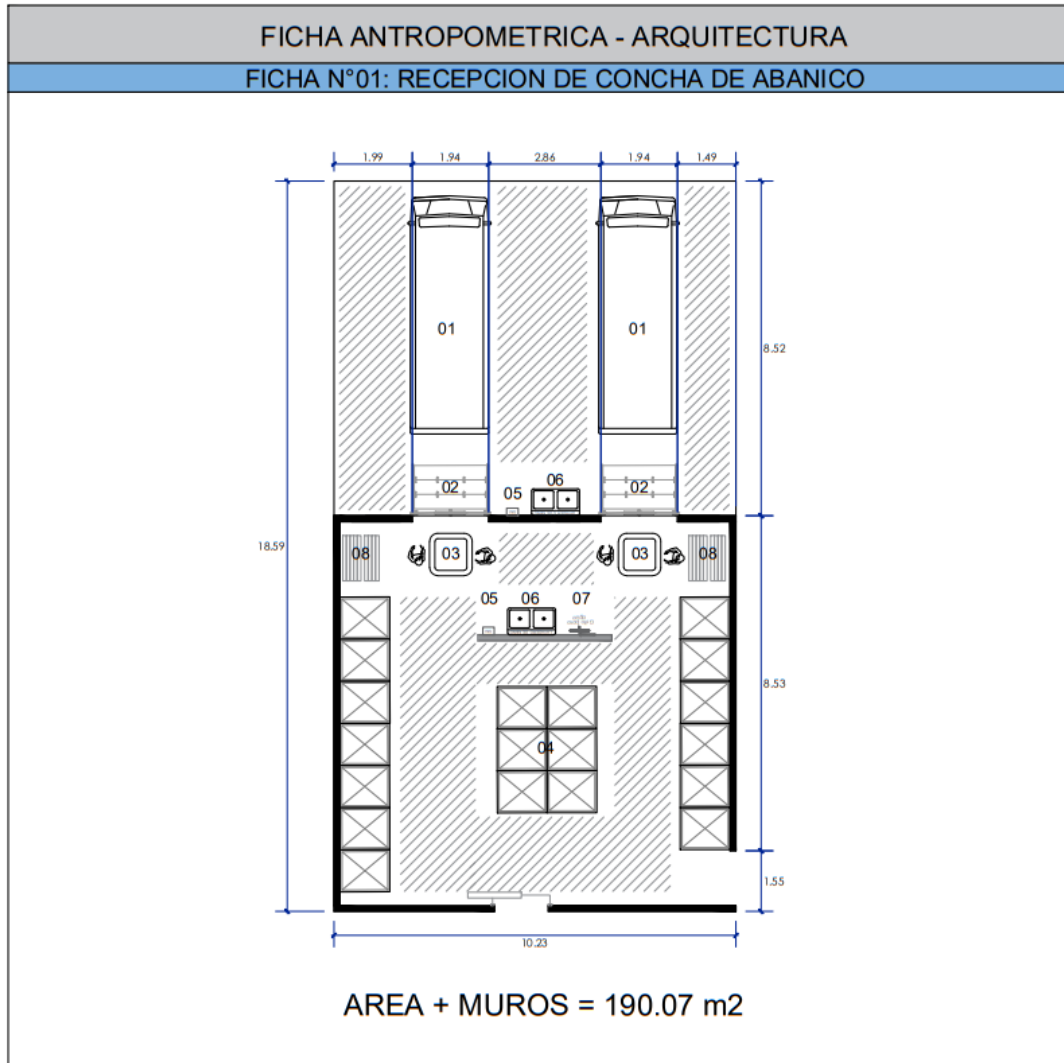 FICHA ANTROPOMETRICA - ARQUITECTURA
FICHA N°01: RECEPCION DE CONCHA DE ABANICO
1.99 1.94 2.86 1.94 1.49
01 01
8.52
02 05 06 02
18.59
08 03 03 08
05 06 07
8.53
04
1.55
10.23
AREA + MUROS = 190.07 m2